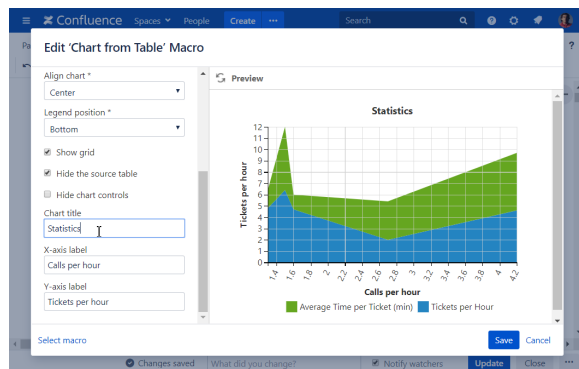 Confluence Spaces People Create ••• Search
Pa
Edit 'Chart from Table' Macro
Align chart *
Center
Legend position *
Bottom
Show grid
Hide the source table
Hide chart controls
Chart title
Statistics
X-axis label
Calls per hour
Y-axis label
Tickets per hour
Preview
Statistics
Tickets per hour
12
11
10
9
8
7
6
5
4
3
2
1
0
1.4 1.6 1.8 2 2.2 2.4 2.6 2.8 3 3.2 3.4 3.6 3.8 4 4.2
Calls per hour
Average Time per Ticket (min) Tickets per Hour
Select macro Save Cancel
Changes saved What did you change? Notify watchers Update Close •••